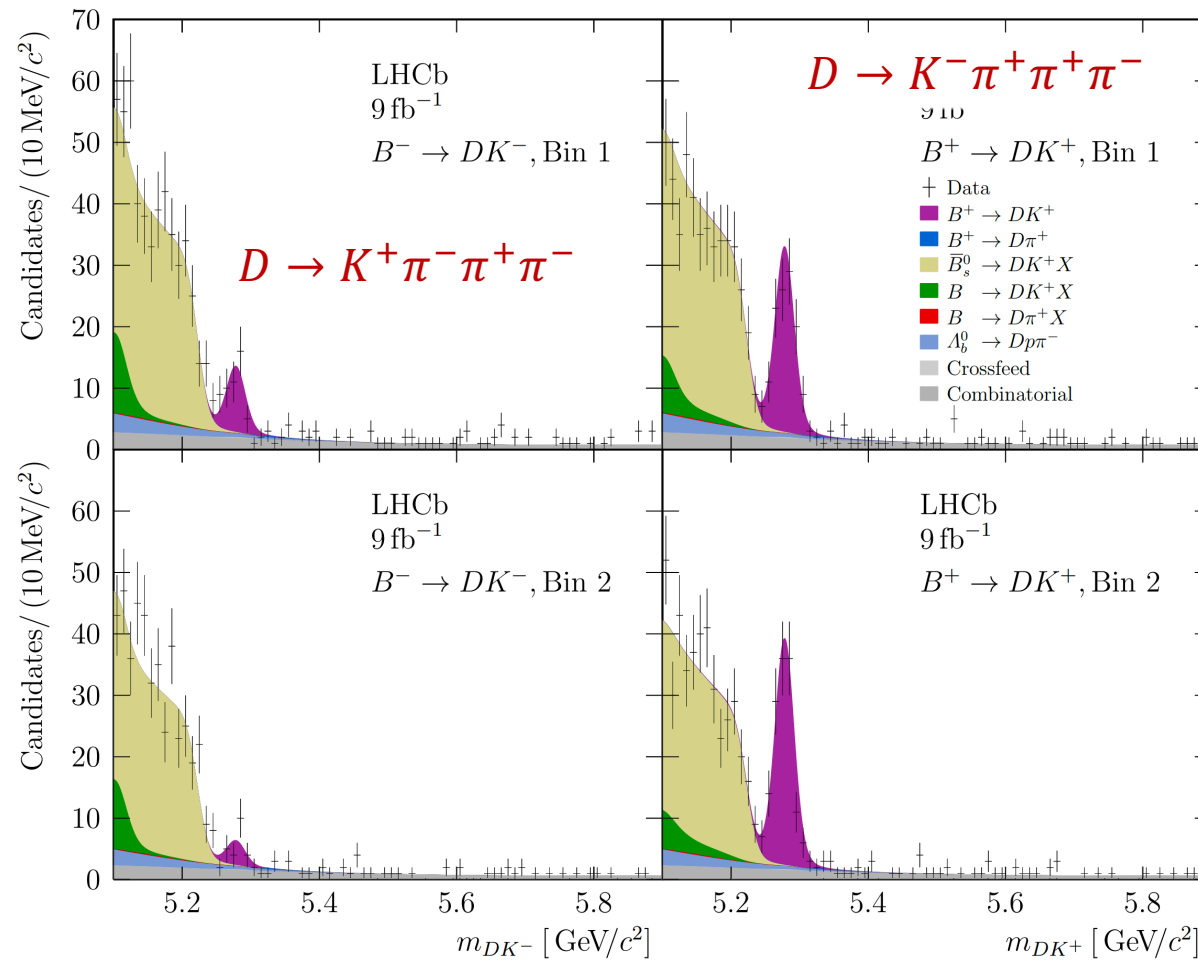 70
60
50
40
30
20
10
0
Candidates/ (10 MeV/c²)
LHCb
9 fb⁻¹
B⁻ → DK⁻, Bin 1
D → K⁺π⁻π⁺π⁻
D → K⁻π⁺π⁺π⁻
B⁺ → DK⁺, Bin 1
Data
B⁺ → DK⁺
B⁺ → Dπ⁺
B̅⁰ₛ → DK⁺X
B → DK⁺X
B → Dπ⁺X
Λ⁰_b → Dpπ⁻
Crossfeed
Combinatorial
60
50
40
30
20
10
0
Candidates/ (10 MeV/c²)
LHCb
9 fb⁻¹
B⁻ → DK⁻, Bin 2
LHCb
9 fb⁻¹
B⁺ → DK⁺, Bin 2
5.2 5.4 5.6 5.8 5.2 5.4 5.6 5.8
m_DK⁻ [ GeV/c²] m_DK⁺ [ GeV/c²]